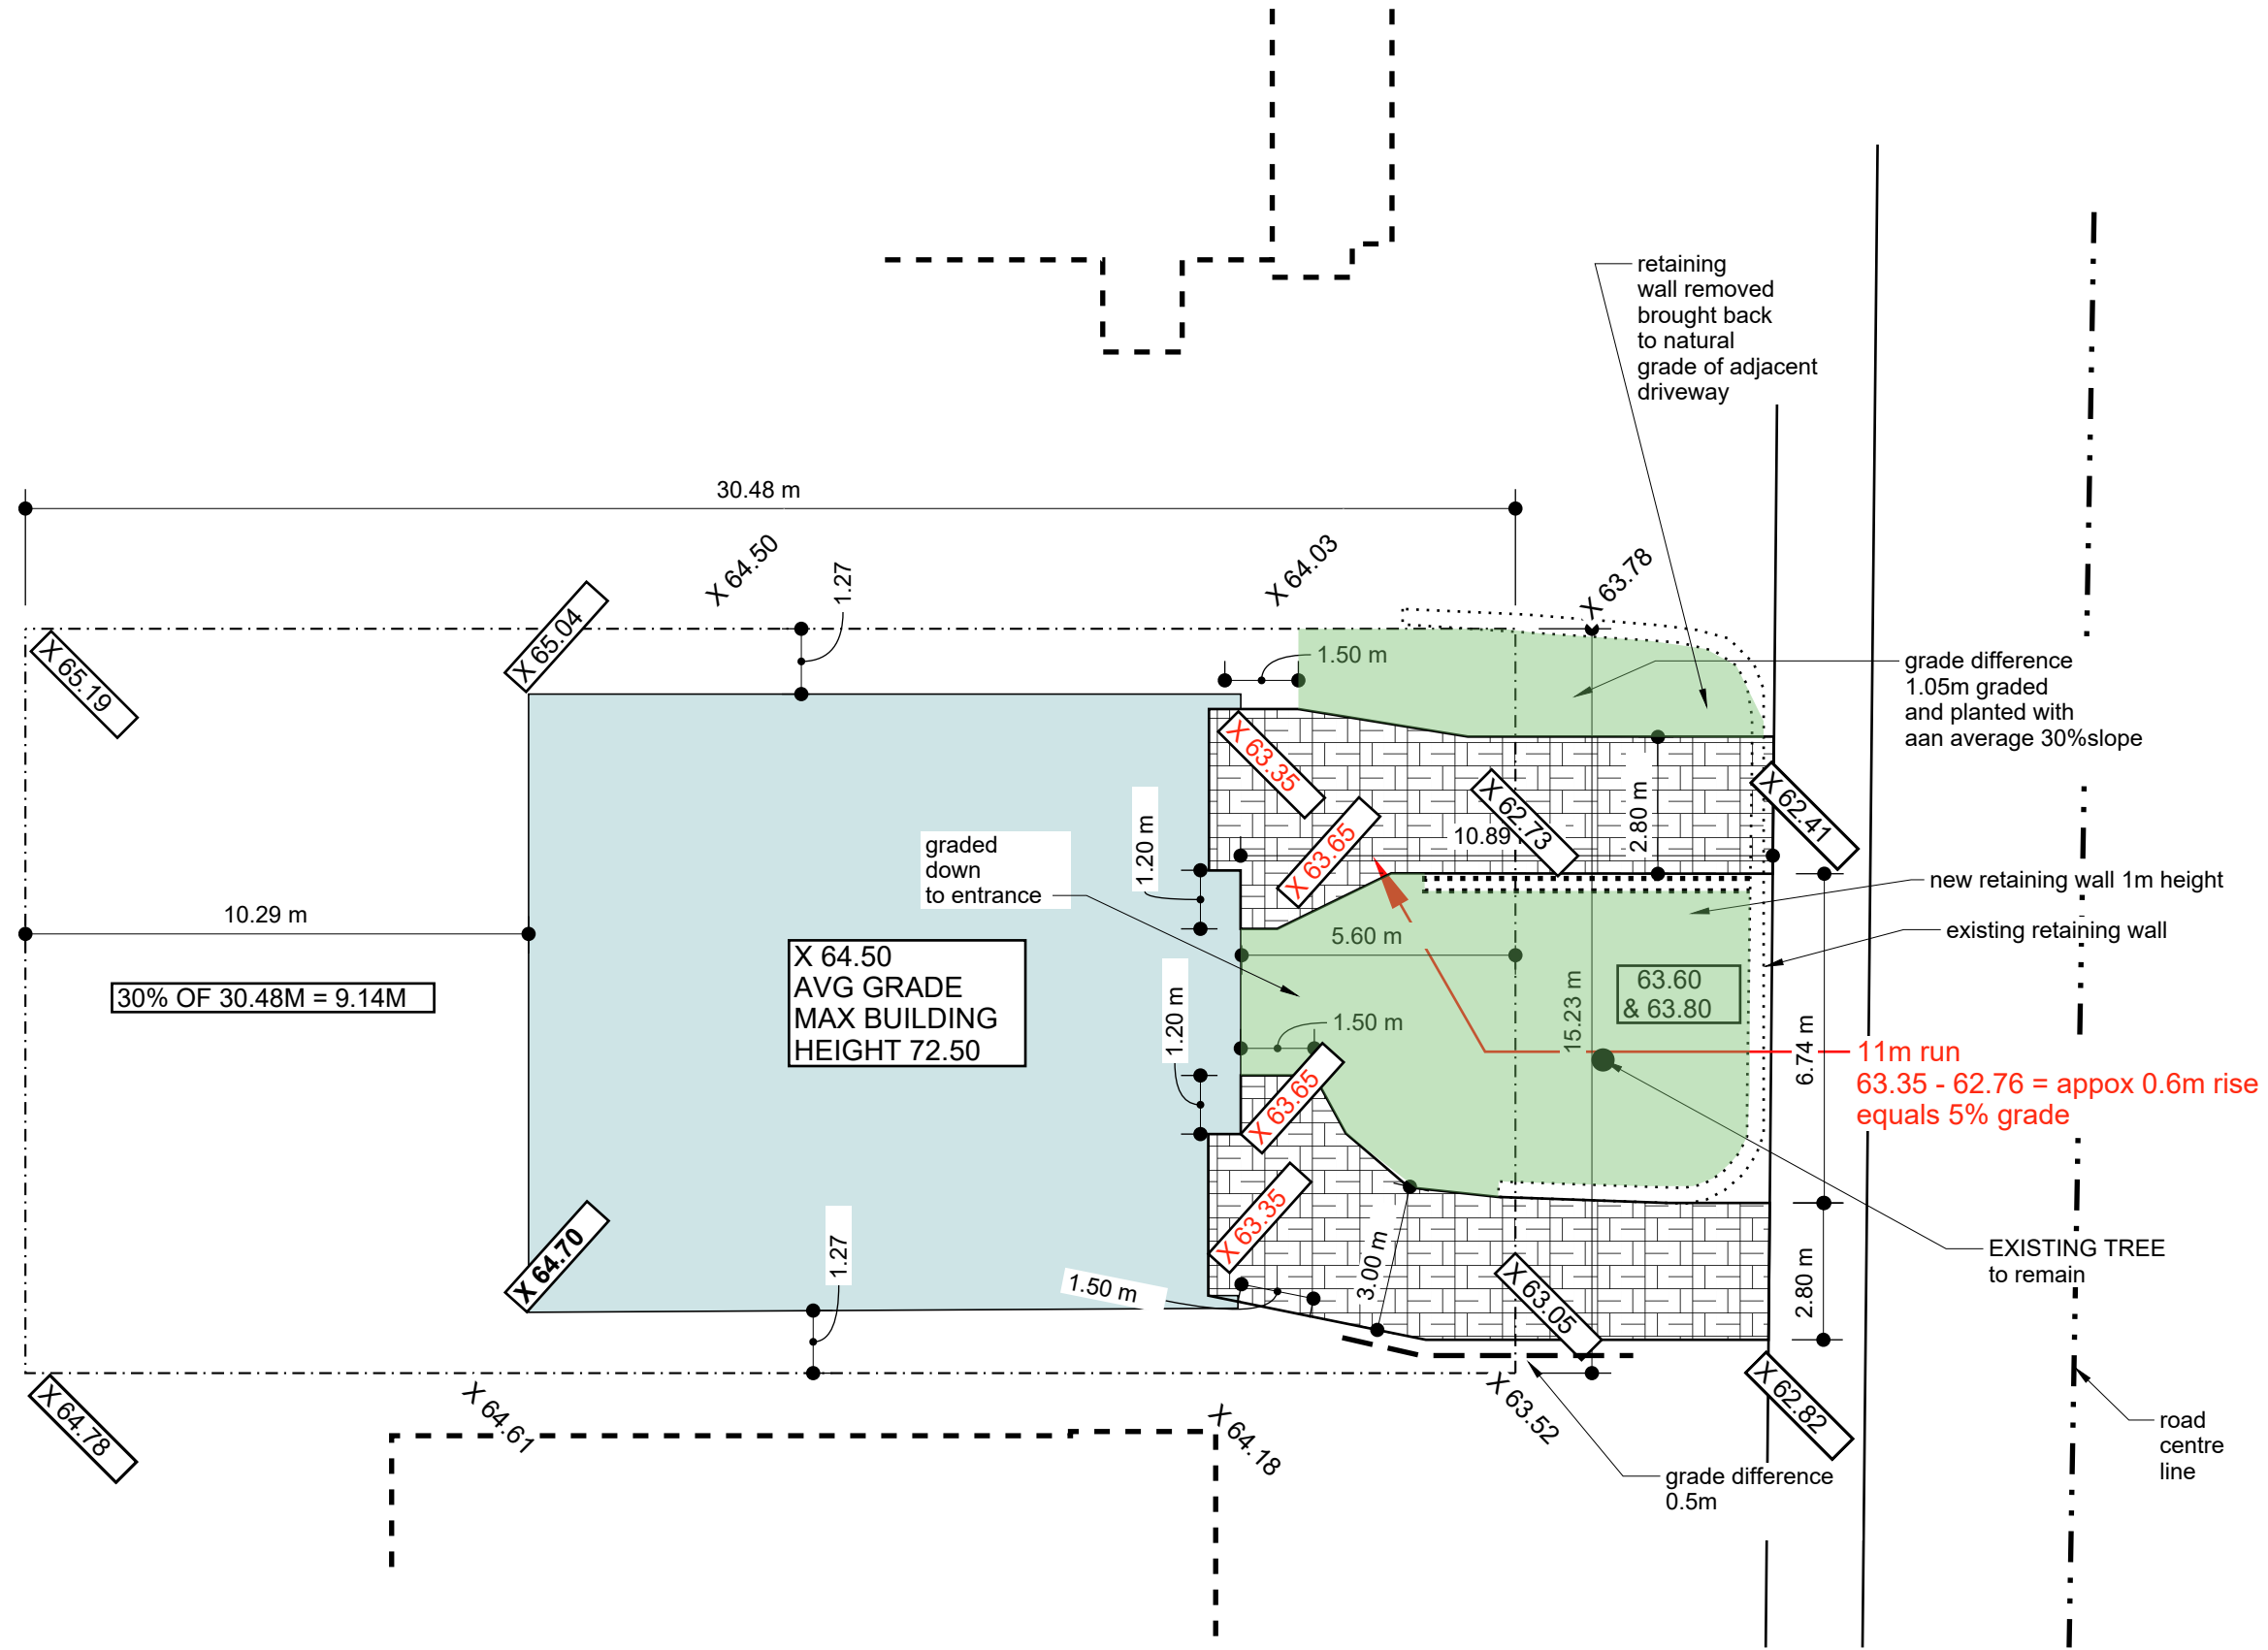 retaining
wall removed
brought back
to natural
grade of adjacent
driveway
30.48 m
X 64.50
1.27
X 64.03
X 63.78
X 65.19
X 65.04
1.50 m
grade difference
1.05m graded
and planted with
aan average 30%slope
X 63.35
X 63.65
10.89
X 62.73
2.80 m
X 62.41
graded
down
to entrance
1.20 m
new retaining wall 1m height
existing retaining wall
10.29 m
5.60 m
30% OF 30.48M = 9.14M
X 64.50
AVG GRADE
MAX BUILDING
HEIGHT 72.50
63.60
& 63.80
1.20 m
1.50 m
15.23 m
6.74 m
11m run
63.35 - 62.76 = appox 0.6m rise
equals 5% grade
X 63.65
X 63.35
X 64.70
1.27
1.50 m
3.00 m
X 63.05
2.80 m
EXISTING TREE
to remain
X 64.78
X 64.61
X 64.18
X 63.52
X 62.82
grade difference
0.5m
road
centre
line